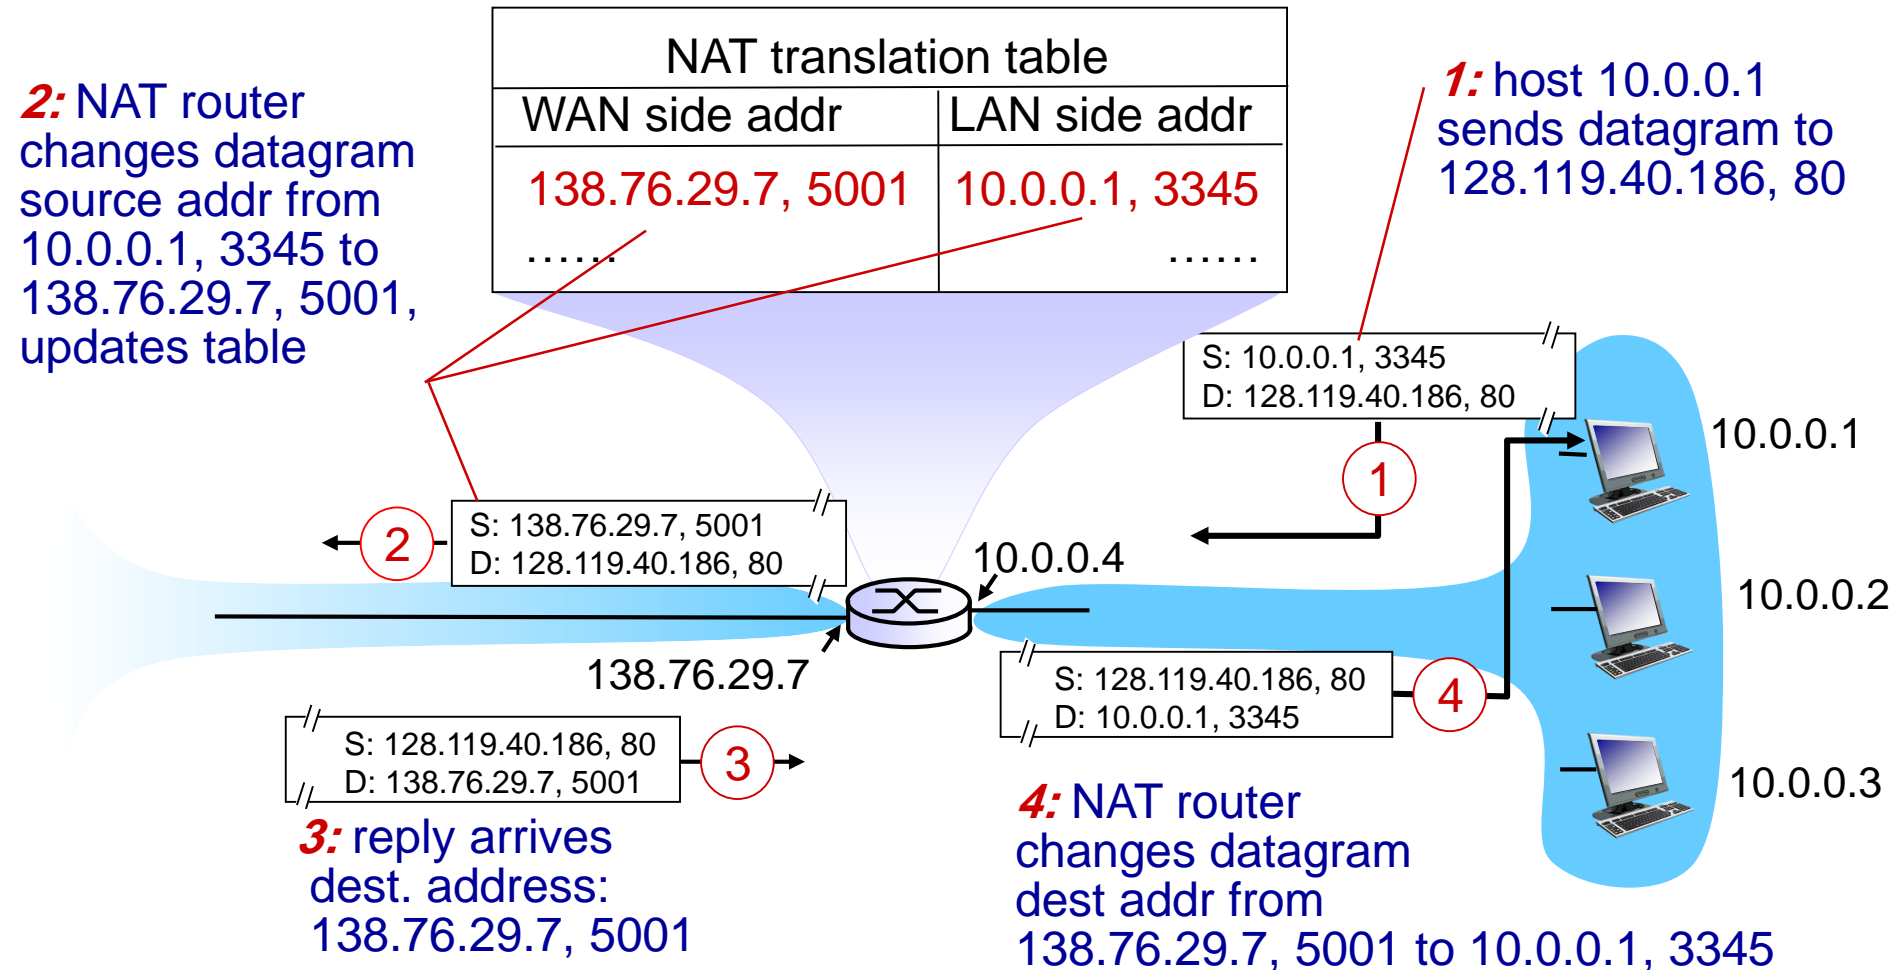 NAT translation table
WAN side addr LAN side addr
138.76.29.7, 5001 10.0.0.1, 3345
...... ......
2: NAT router
changes datagram
source addr from
10.0.0.1, 3345 to
138.76.29.7, 5001,
updates table
1: host 10.0.0.1
sends datagram to
128.119.40.186, 80
S: 10.0.0.1, 3345
D: 128.119.40.186, 80
1
10.0.0.1
S: 138.76.29.7, 5001
D: 128.119.40.186, 80
2
10.0.0.4
10.0.0.2
138.76.29.7
S: 128.119.40.186, 80
D: 10.0.0.1, 3345
4
S: 128.119.40.186, 80
D: 138.76.29.7, 5001
3
10.0.0.3
3: reply arrives
dest. address:
138.76.29.7, 5001
4: NAT router
changes datagram
dest addr from
138.76.29.7, 5001 to 10.0.0.1, 3345